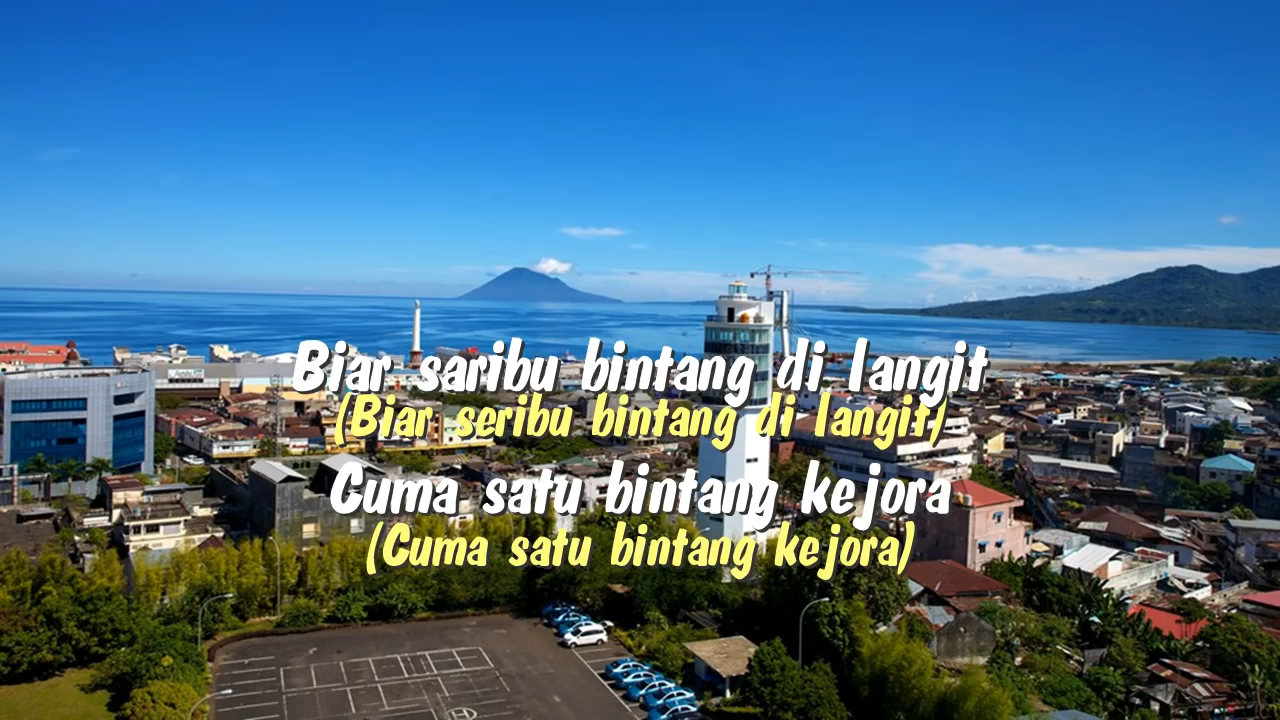 Biar saribu bintang di langit
(Biar seribu bintang di langit)
Cuma satu bintang kejora
(Cuma satu bintang kejora)